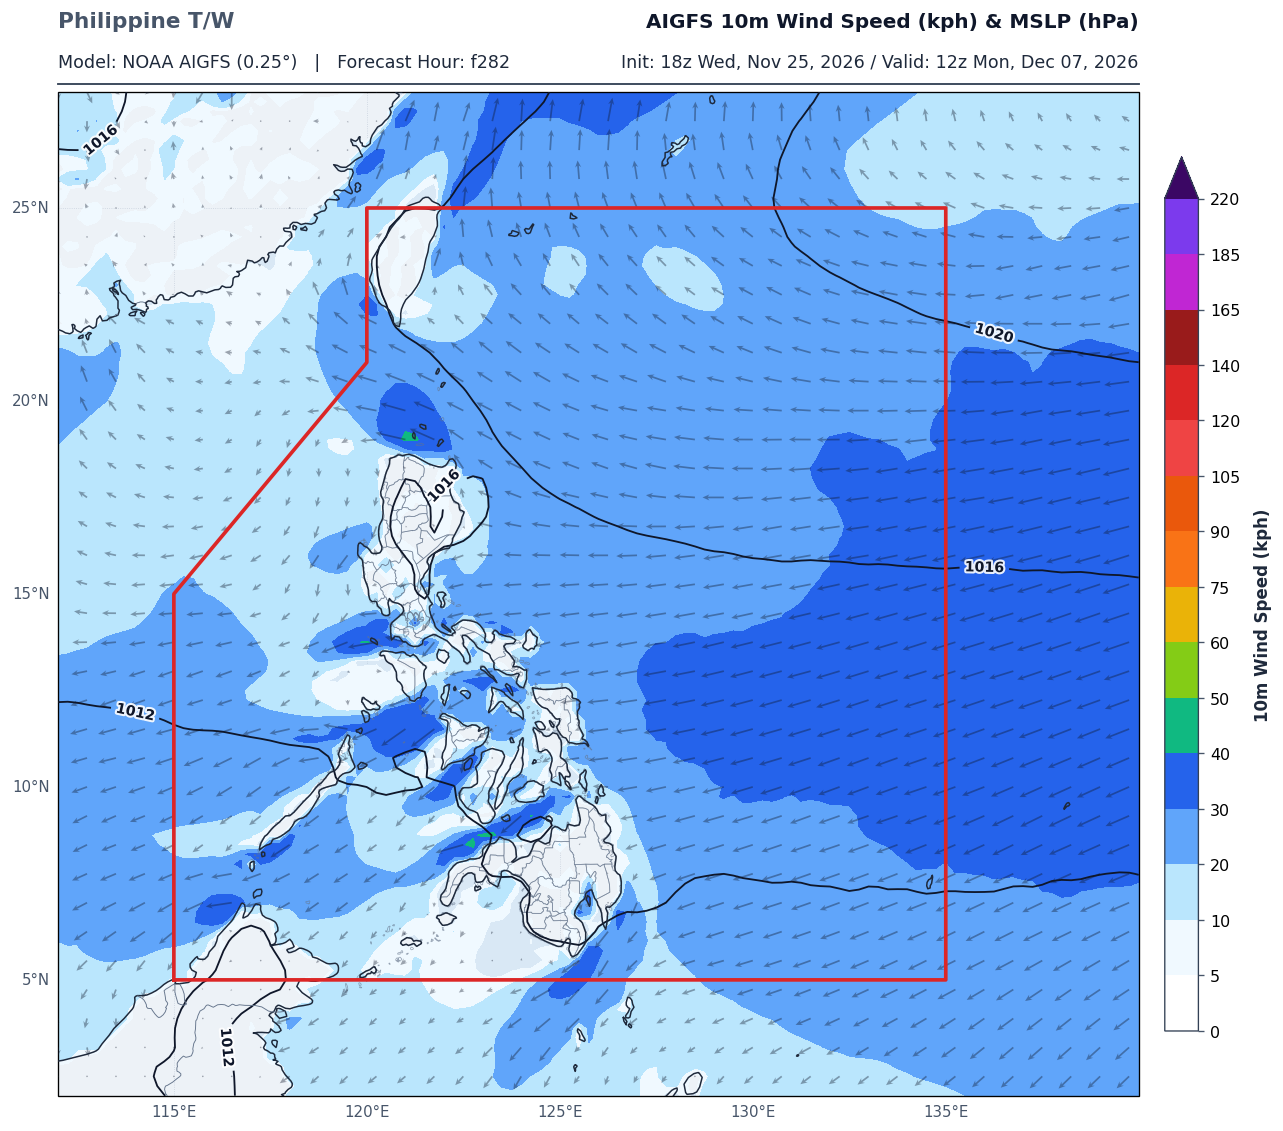 Philippine T/W
AIGFS 10m Wind Speed (kph) & MSLP (hPa)
Model: NOAA AIGFS (0.25°) | Forecast Hour: f282
Init: 18z Wed, Nov 25, 2026 / Valid: 12z Mon, Dec 07, 2026
1016
25°N
220
185
165
1020
140
20°N
120
1016
105
90
1016
75
15°N
60
1012
50
40
10°N
30
20
10
5°N
5
1012
0
10m Wind Speed (kph)
115°E
120°E
125°E
130°E
135°E